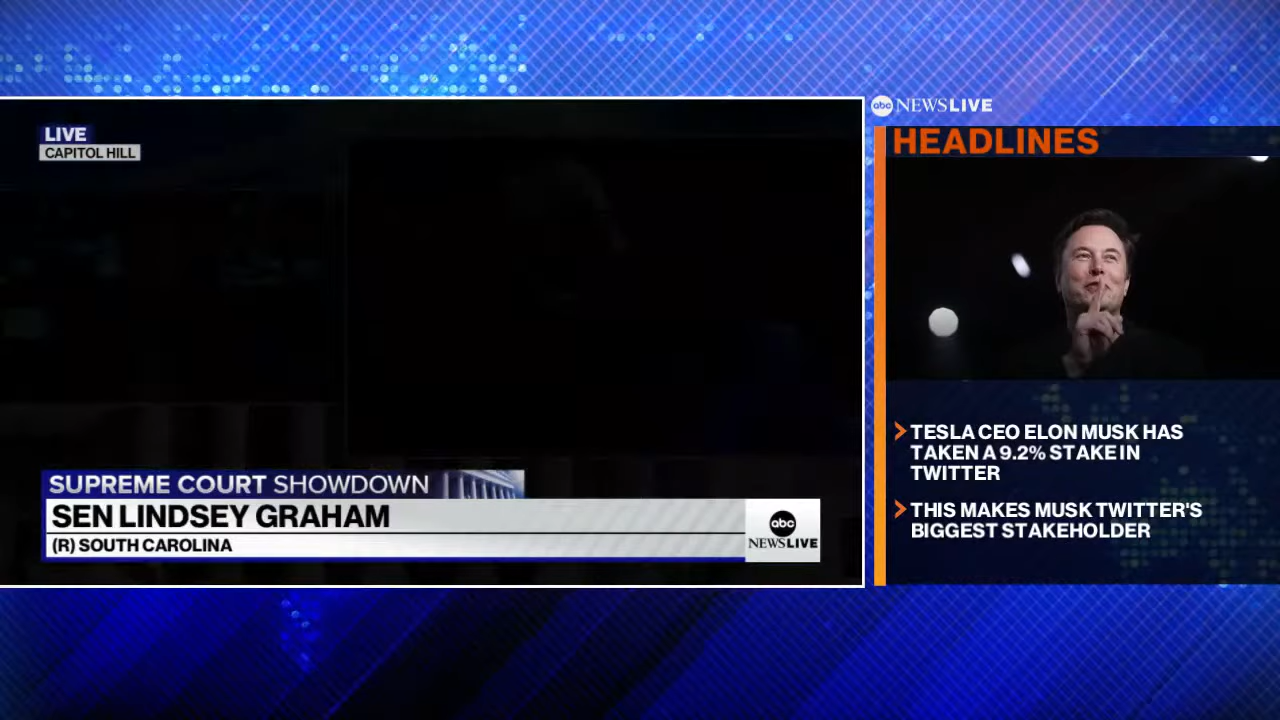 LIVE
CAPITOL HILL
SUPREME COURT SHOWDOWN
SEN LINDSEY GRAHAM
(R) SOUTH CAROLINA
abc
NEWSLIVE
abc NEWSLIVE
HEADLINES
TESLA CEO ELON MUSK HAS
TAKEN A 9.2% STAKE IN
TWITTER
THIS MAKES MUSK TWITTER'S
BIGGEST STAKEHOLDER